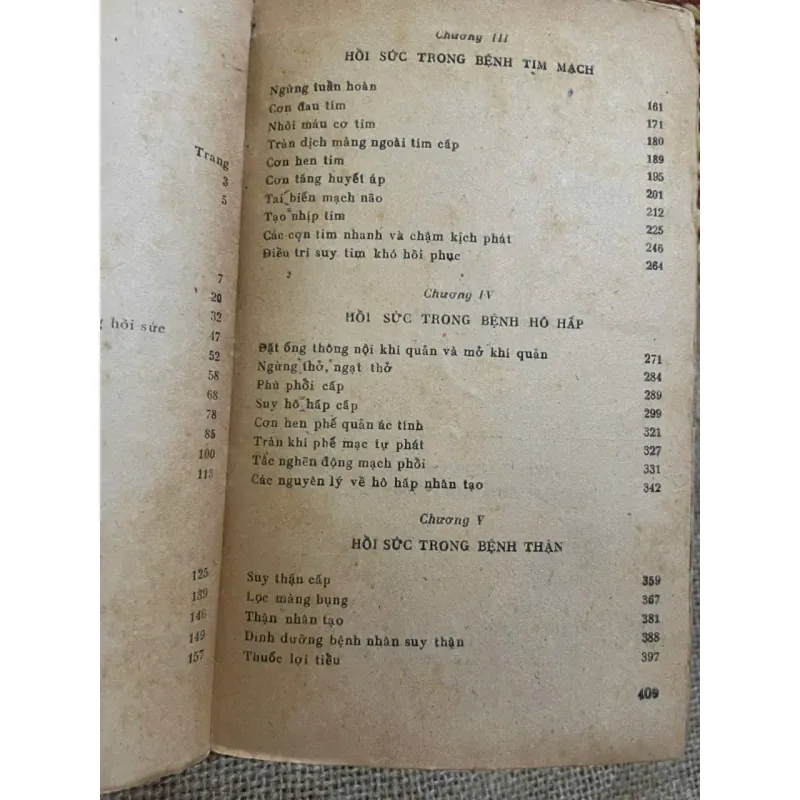 Trang
3
5
7
20
32
hồi sức
47
52
58
68
78
85
100
113
125
139
146
149
157
Chương III
HỒI SỨC TRONG BỆNH TIM MẠCH
Ngừng tuần hoàn 161
Cơn đau tim 171
Nhồi máu cơ tim 180
Tràn dịch màng ngoài tim cấp 189
Cơn hen tim 195
Cơn tăng huyết áp 201
Tai biến mạch não 212
Tạo nhịp tim 225
Các cơn tim nhanh và chậm kịch phát 246
Điều trị suy tim khó hồi phục 264
Chương IV
HỒI SỨC TRONG BỆNH HÔ HẤP
Đặt ống thông nội khí quản và mở khí quản 271
Ngừng thở, ngạt thở 284
Phù phổi cấp 289
Suy hô hấp cấp 299
Cơn hen phế quản ác tính 321
Tràn khí phế mạc tự phát 327
Tắc nghẽn động mạch phổi 331
Các nguyên lý về hô hấp nhân tạo 342
Chương V
HỒI SỨC TRONG BỆNH THẬN
Suy thận cấp 359
Lọc màng bụng 367
Thận nhân tạo 381
Dinh dưỡng bệnh nhân suy thận 388
Thuốc lợi tiểu 397
409